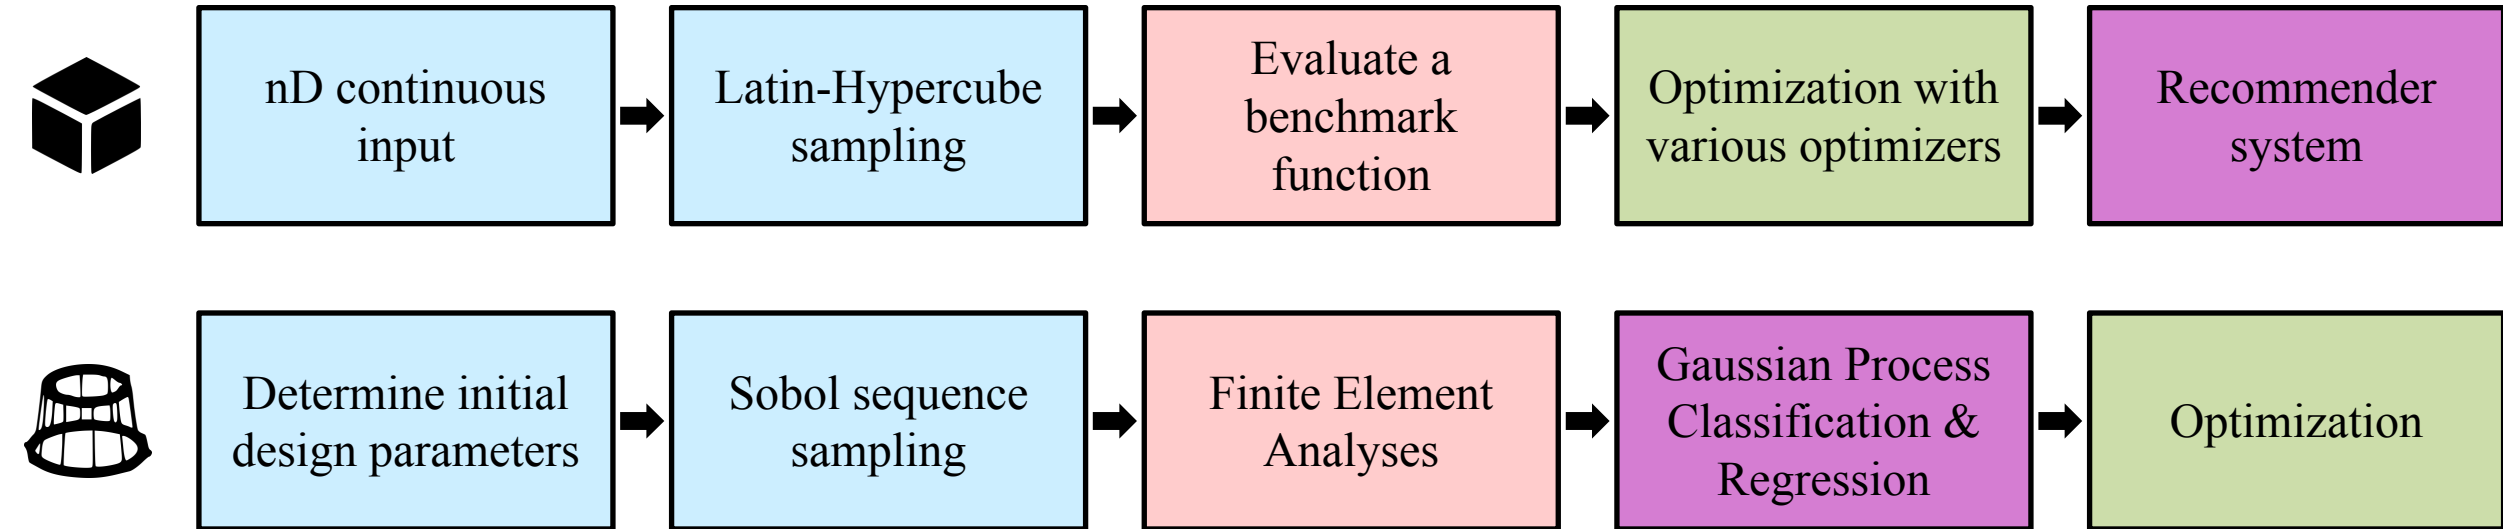 nD continuous
input
Latin-Hypercube
sampling
Evaluate a
benchmark
function
Optimization with
various optimizers
Recommender
system
Determine initial
design parameters
Sobol sequence
sampling
Finite Element
Analyses
Gaussian Process
Classification &
Regression
Optimization